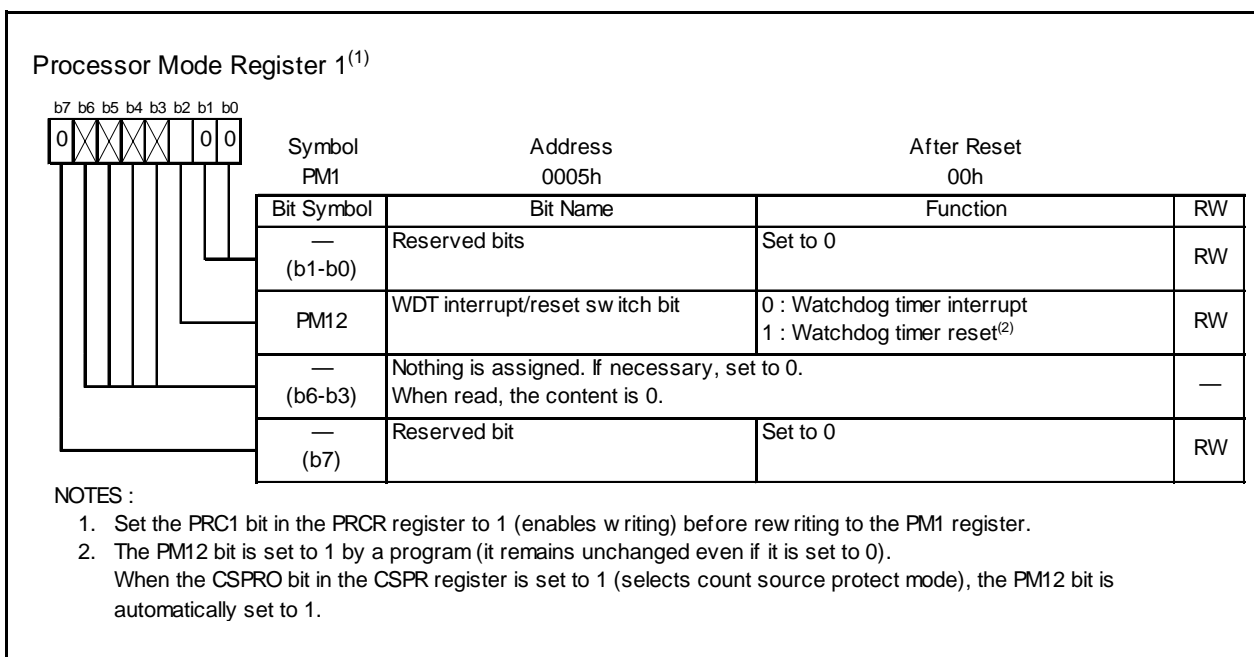 Processor Mode Register 1(1)
b7 b6 b5 b4 b3 b2 b1 b0
0 0 0
Symbol Address After Reset
PM1 0005h 00h
Bit Symbol Bit Name Function RW
— (b1-b0) Reserved bits Set to 0 RW
PM12 WDT interrupt/reset switch bit 0 : Watchdog timer interrupt RW
1 : Watchdog timer reset(2)
— (b6-b3) Nothing is assigned. If necessary, set to 0. —
When read, the content is 0.
— (b7) Reserved bit Set to 0 RW
NOTES :
1. Set the PRC1 bit in the PRCR register to 1 (enables writing) before rewriting to the PM1 register.
2. The PM12 bit is set to 1 by a program (it remains unchanged even if it is set to 0).
When the CSPRO bit in the CSPR register is set to 1 (selects count source protect mode), the PM12 bit is
automatically set to 1.